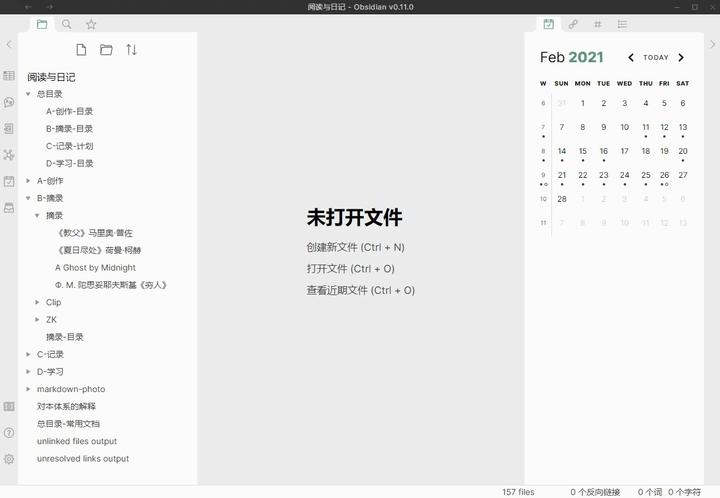 阅读与日记 - Obsidian v0.11.0
阅读与日记
总目录
A-创作-目录
B-摘录-目录
C-记录-计划
D-学习-目录
A-创作
B-摘录
摘录
《教父》马里奥·普佐
《夏日尽处》荷曼·柯赫
A Ghost by Midnight
Ф. М. 陀思妥耶夫斯基《穷人》
Clip
ZK
摘录-目录
C-记录
D-学习
markdown-photo
对本体系的解释
总目录-常用文档
unlinked files output
unresolved links output
未打开文件
创建新文件 (Ctrl + N)
打开文件 (Ctrl + O)
查看近期文件 (Ctrl + O)
Feb 2021 TODAY
W SUN MON TUE WED THU FRI SAT
6 31 1 2 3 4 5 6
7 7 8 9 10 11 12 13
8 14 15 16 17 18 19 20
9 21 22 23 24 25 26 27
10 28 1 2 3 4 5 6
11 7 8 9 10 11 12 13
157 files 0 个反向链接 0 个词 0 个字符